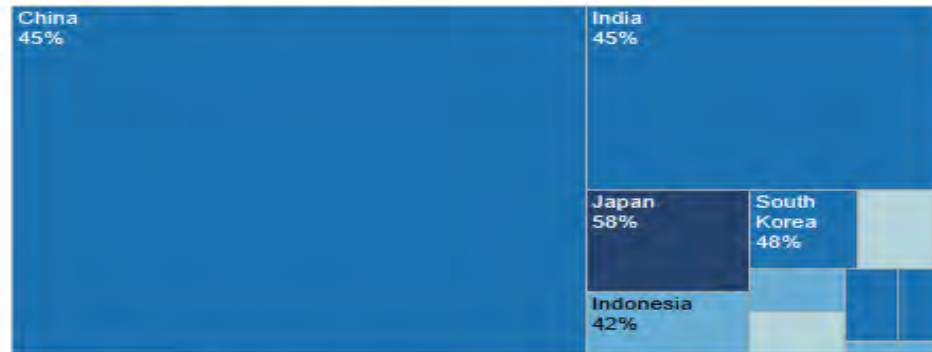 China
45%
India
45%
Japan
58%
South
Korea
48%
Indonesia
42%